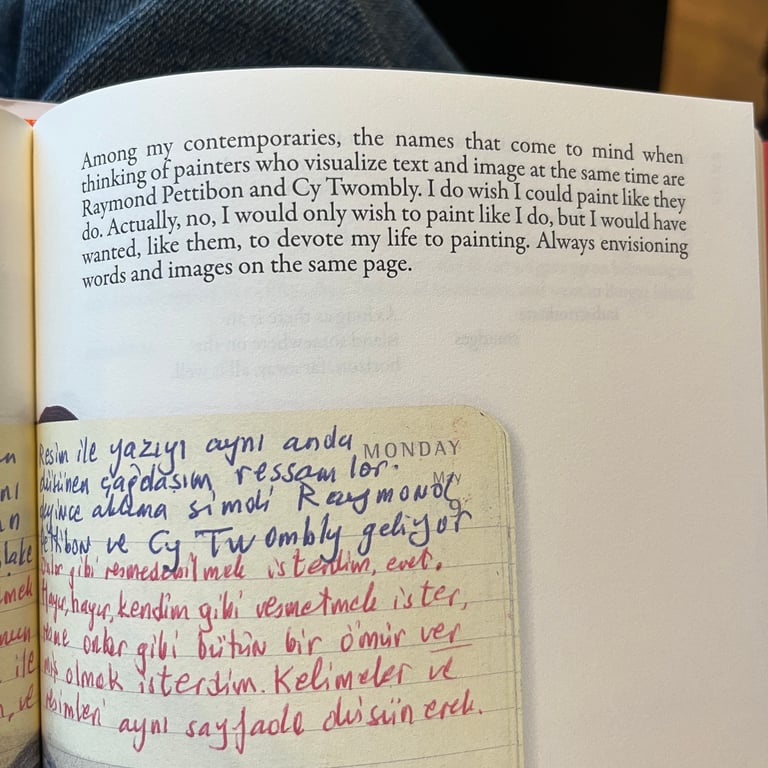 Among my contemporaries, the names that come to mind when
thinking of painters who visualize text and image at the same time are
Raymond Pettibon and Cy Twombly. I do wish I could paint like they
do. Actually, no, I would only wish to paint like I do, but I would have
wanted, like them, to devote my life to painting. Always envisioning
words and images on the same page.
MONDAY
Resim ile yazıyı aynı anda
düşünen çağdaşım ressamlar
deyince aklıma şimdi Raymond
Pettibon ve Cy Twombly geliyor
Onlar gibi resmedebilmek isterdim, evet.
Hayır, hayır, kendim gibi resmetmek ister,
onlar gibi bütün bir ömür ver
miş olmak isterdim. Kelimeler ve
resimleri aynı sayfada düşünerek.
lake
mek
ile
ve